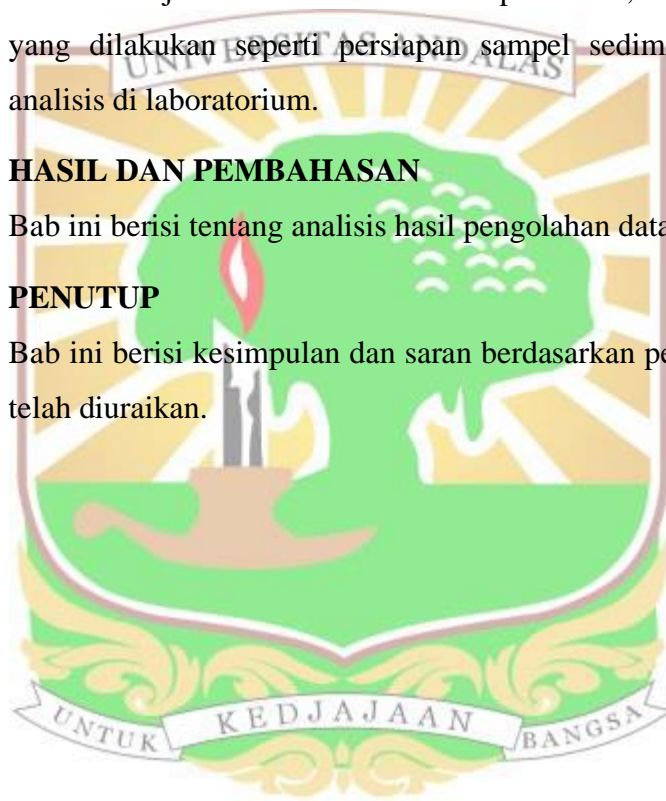 yang dilakukan seperti persiapan sampel sedim
UNIVERSITAS ANDALAS
analisis di laboratorium.
HASIL DAN PEMBAHASAN
Bab ini berisi tentang analisis hasil pengolahan data
PENUTUP
Bab ini berisi kesimpulan dan saran berdasarkan pe
telah diuraikan.
UNTUK KEDJAJAAN BANGSA